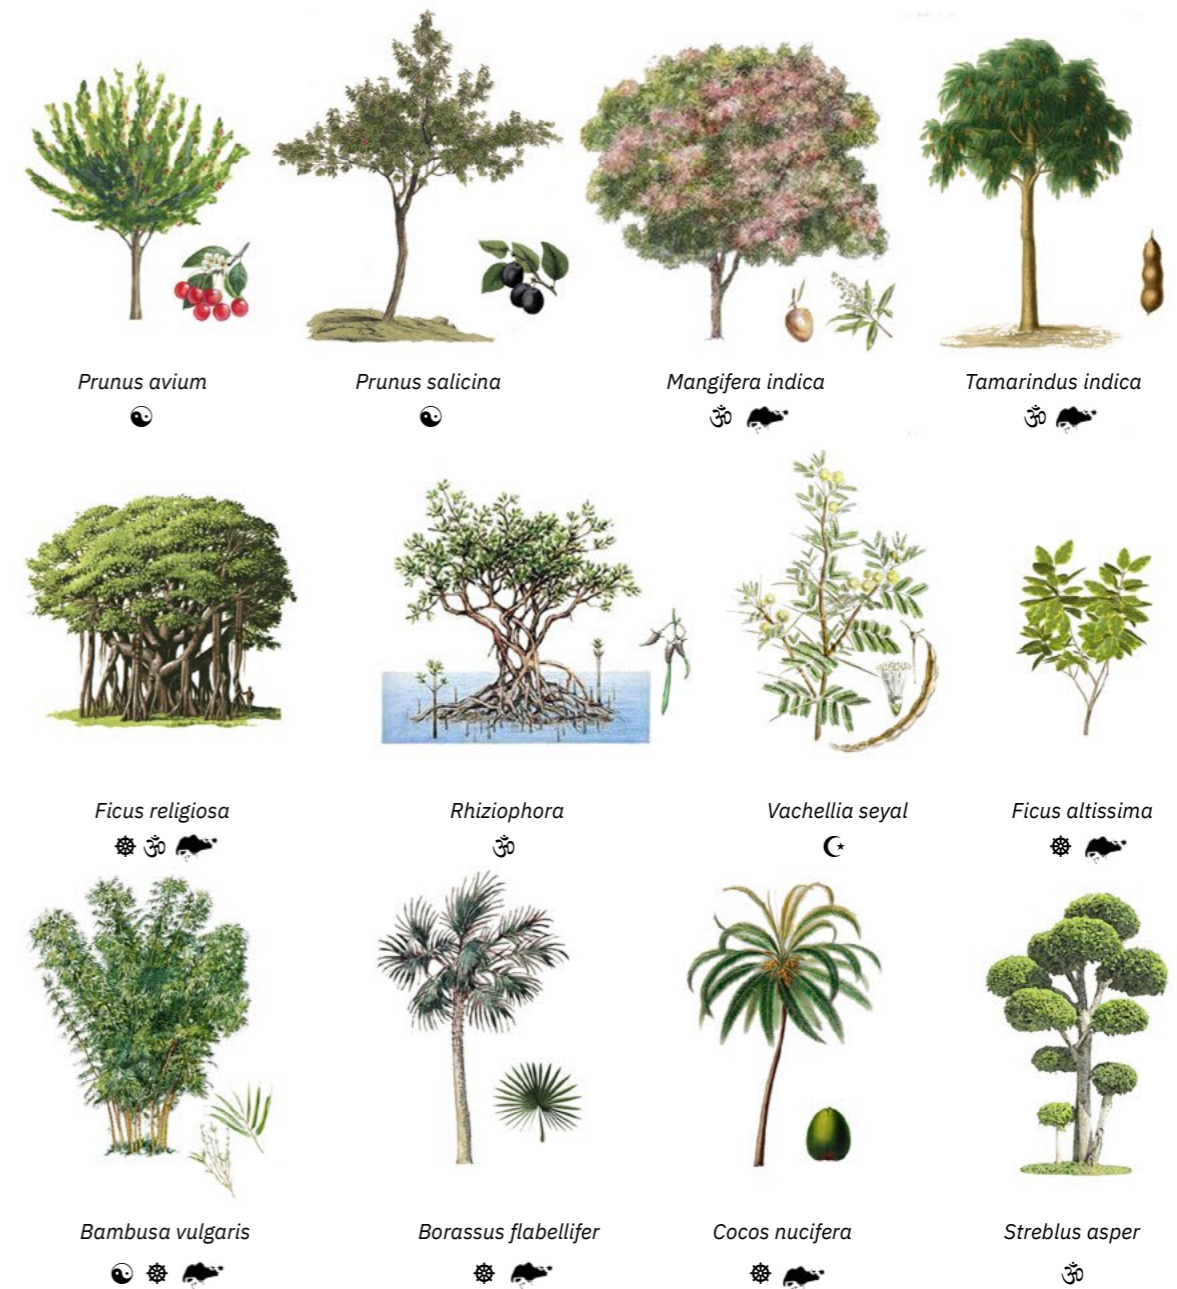 Prunus avium
☯
Prunus salicina
☯
Mangifera indica
ॐ
Tamarindus indica
ॐ
Ficus religiosa
☸ ॐ
Rhiziophora
ॐ
Vachellia seyal
☪
Ficus altissima
☸
Bambusa vulgaris
☯ ☸
Borassus flabellifer
☸
Cocos nucifera
☸
Streblus asper
ॐ